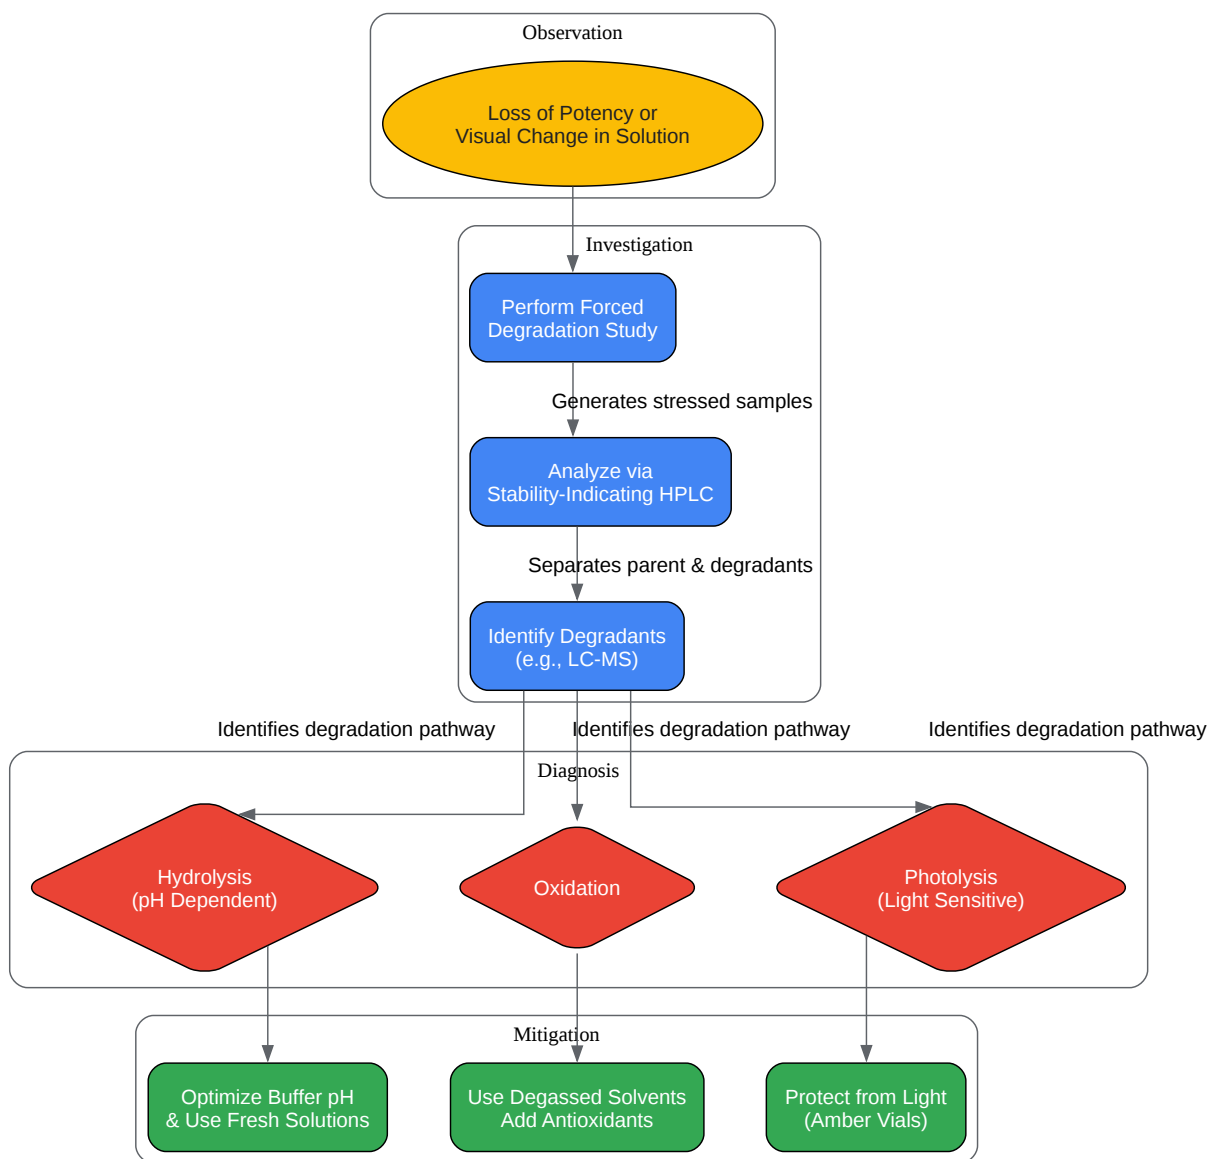 Observation
Loss of Potency or
Visual Change in Solution
Investigation
Perform Forced
Degradation Study
Generates stressed samples
Analyze via
Stability-Indicating HPLC
Separates parent & degradants
Identify Degradants
(e.g., LC-MS)
Identifies degradation pathway
Identifies degradation pathway
Identifies degradation pathway
Diagnosis
Hydrolysis
(pH Dependent)
Oxidation
Photolysis
(Light Sensitive)
Mitigation
Optimize Buffer pH
& Use Fresh Solutions
Use Degassed Solvents
Add Antioxidants
Protect from Light
(Amber Vials)